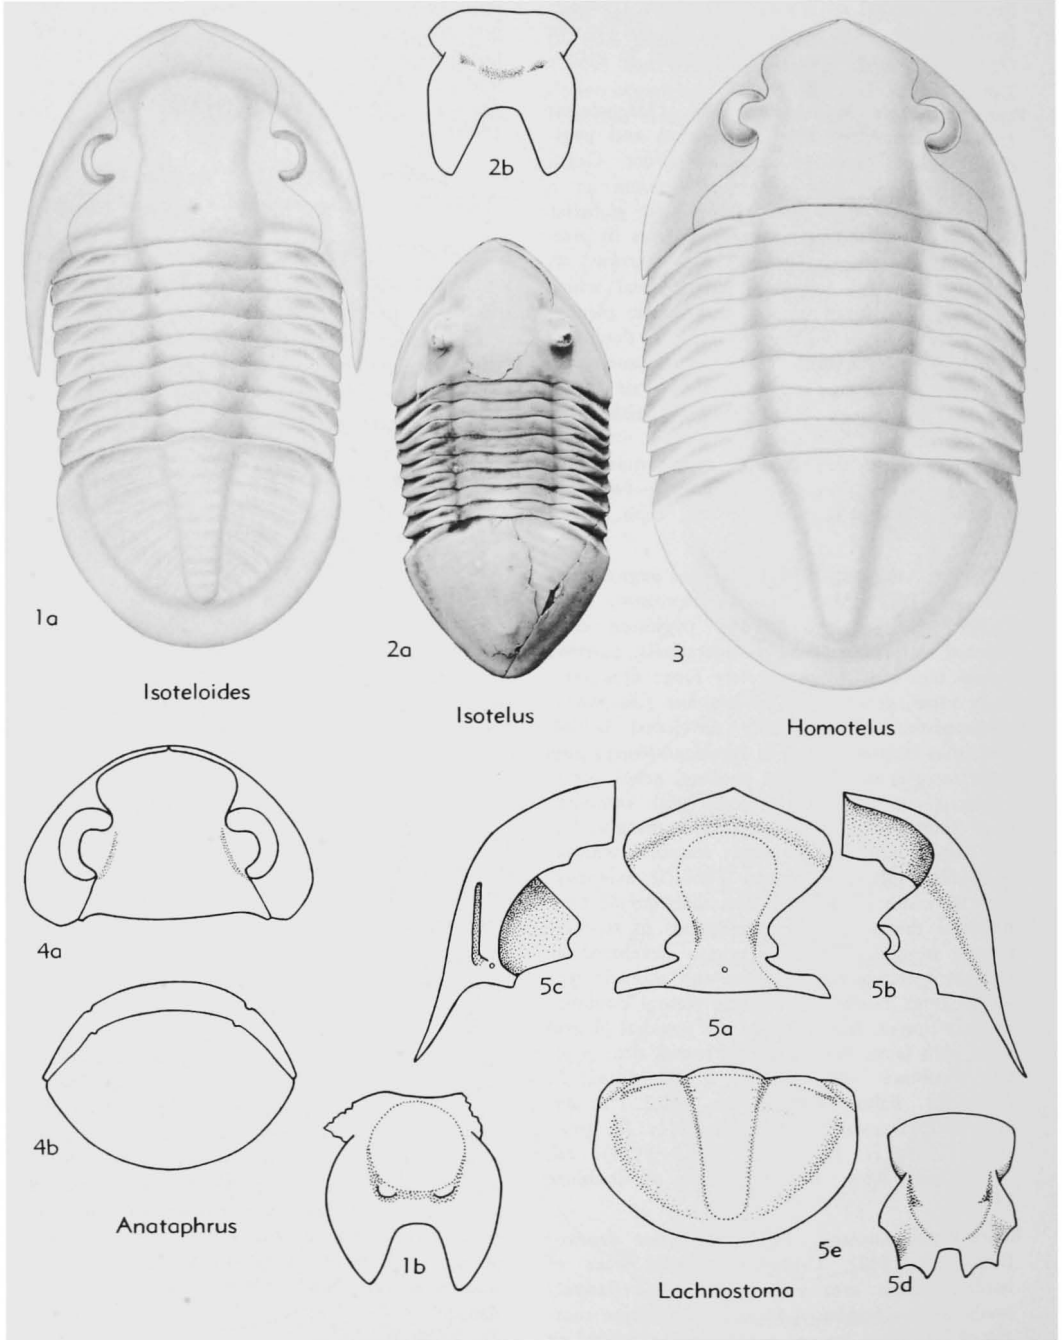 2b
1a
2a
3
Isoteloides
Isotelus
Homotelus
4a
5c
5b
5a
4b
Anataphrus
1b
5e
5d
Lachnostoma